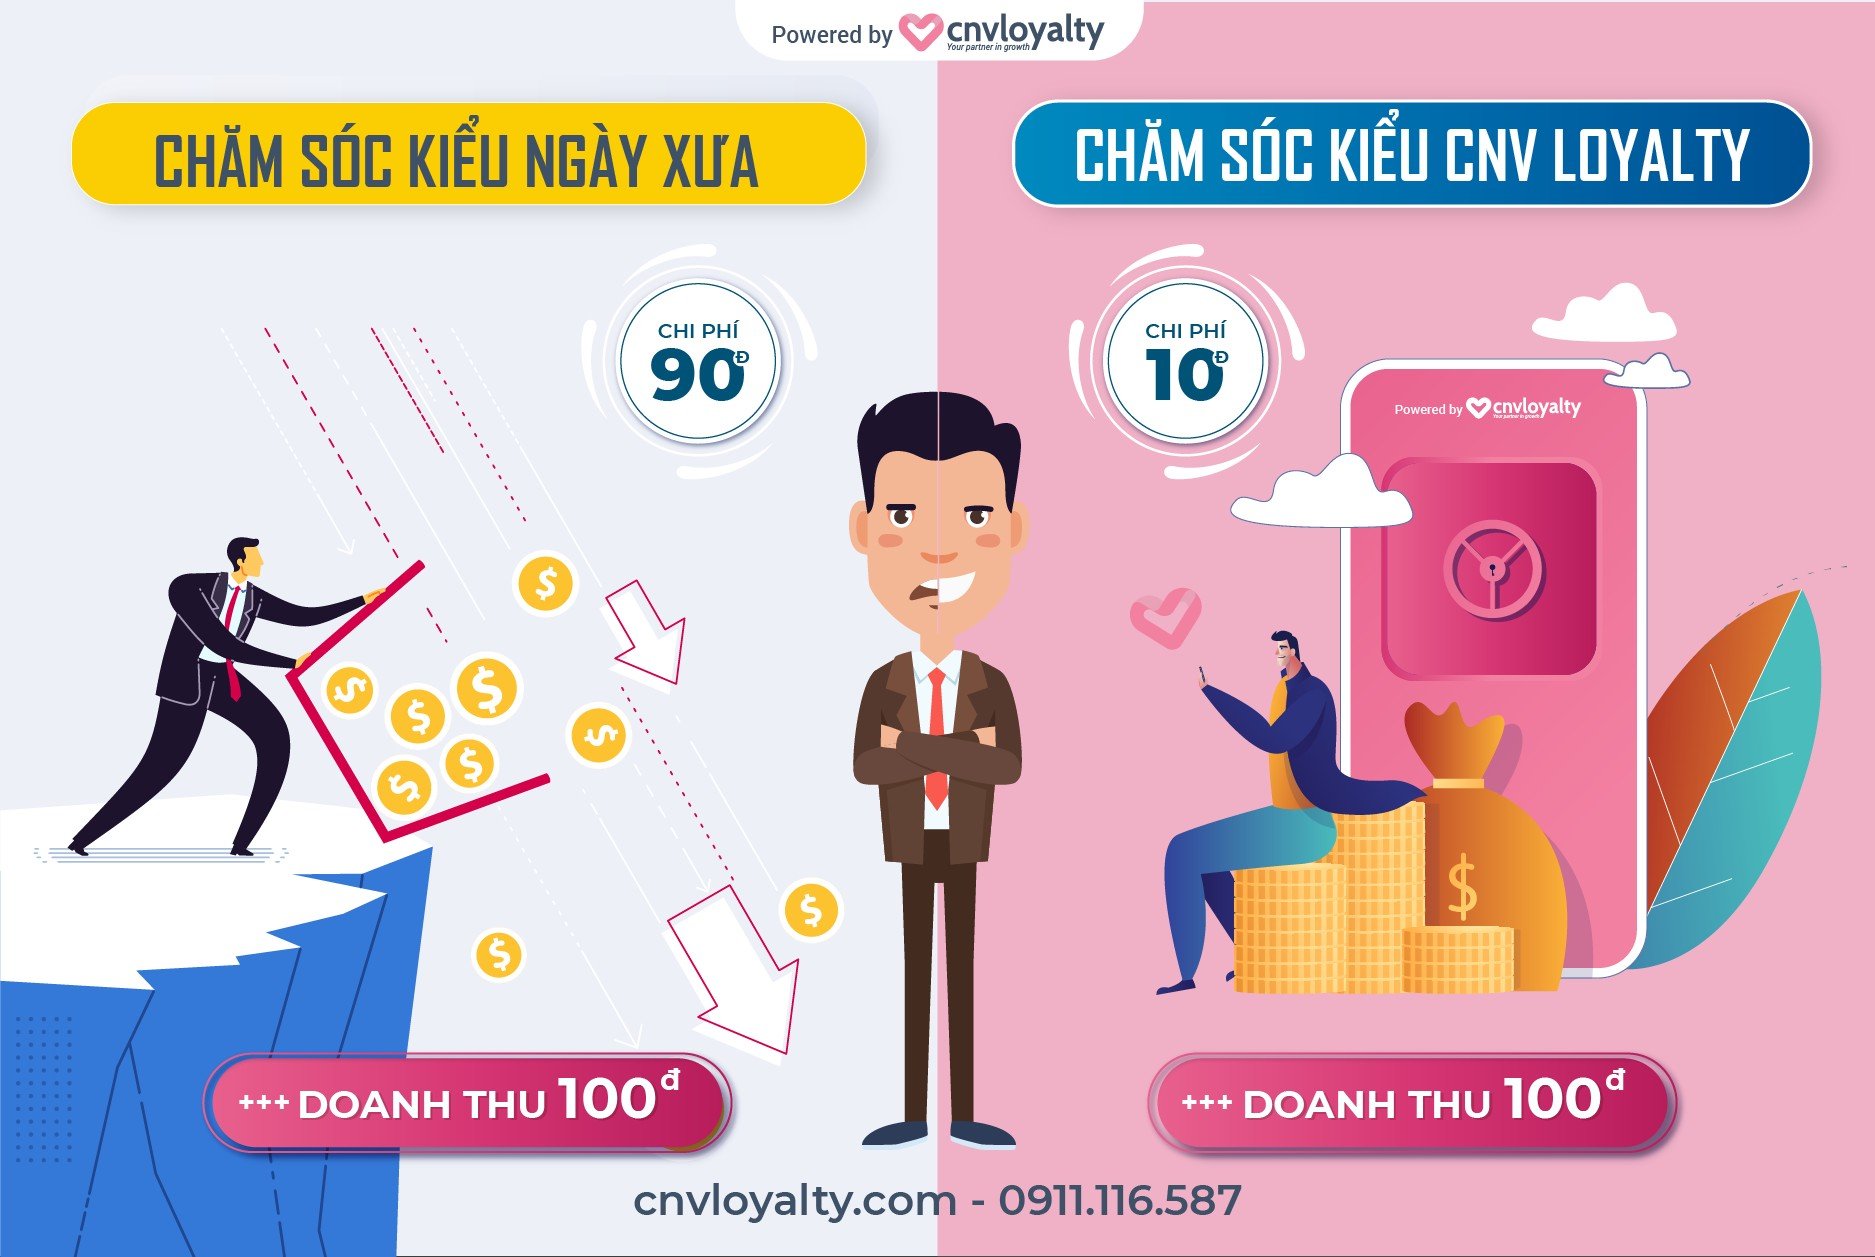 Powered by cnvloyalty
Your partner in growth
CHĂM SÓC KIỂU NGÀY XƯA
CHĂM SÓC KIỂU CNV LOYALTY
CHI PHÍ
90Đ
CHI PHÍ
10Đ
Powered by cnvloyalty
Your partner in growth
+++ DOANH THU 100đ
+++ DOANH THU 100đ
cnvloyalty.com - 0911.116.587